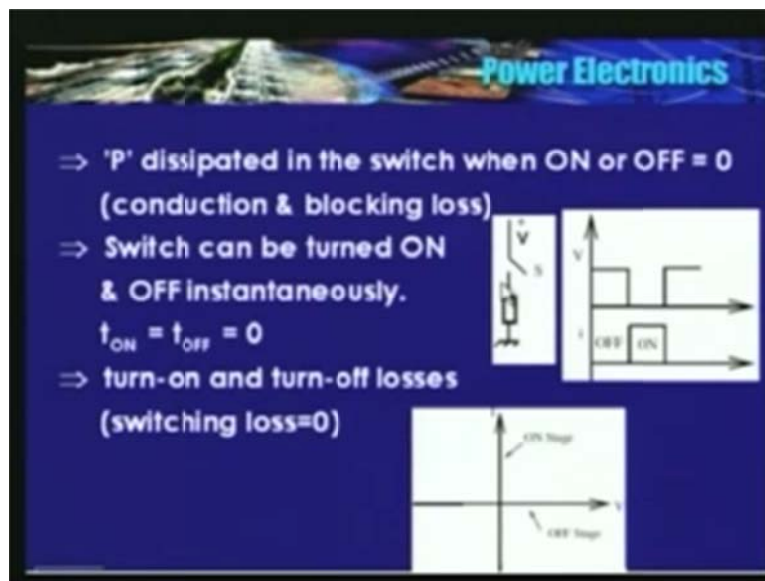 Power Electronics
⇒ 'P' dissipated in the switch when ON or OFF = 0
(conduction & blocking loss)
⇒ Switch can be turned ON
& OFF instantaneously.
tON = tOFF = 0
⇒ turn-on and turn-off losses
(switching loss=0)
+
V
S
V
i
OFF ON
i
ON Stage
V
OFF Stage